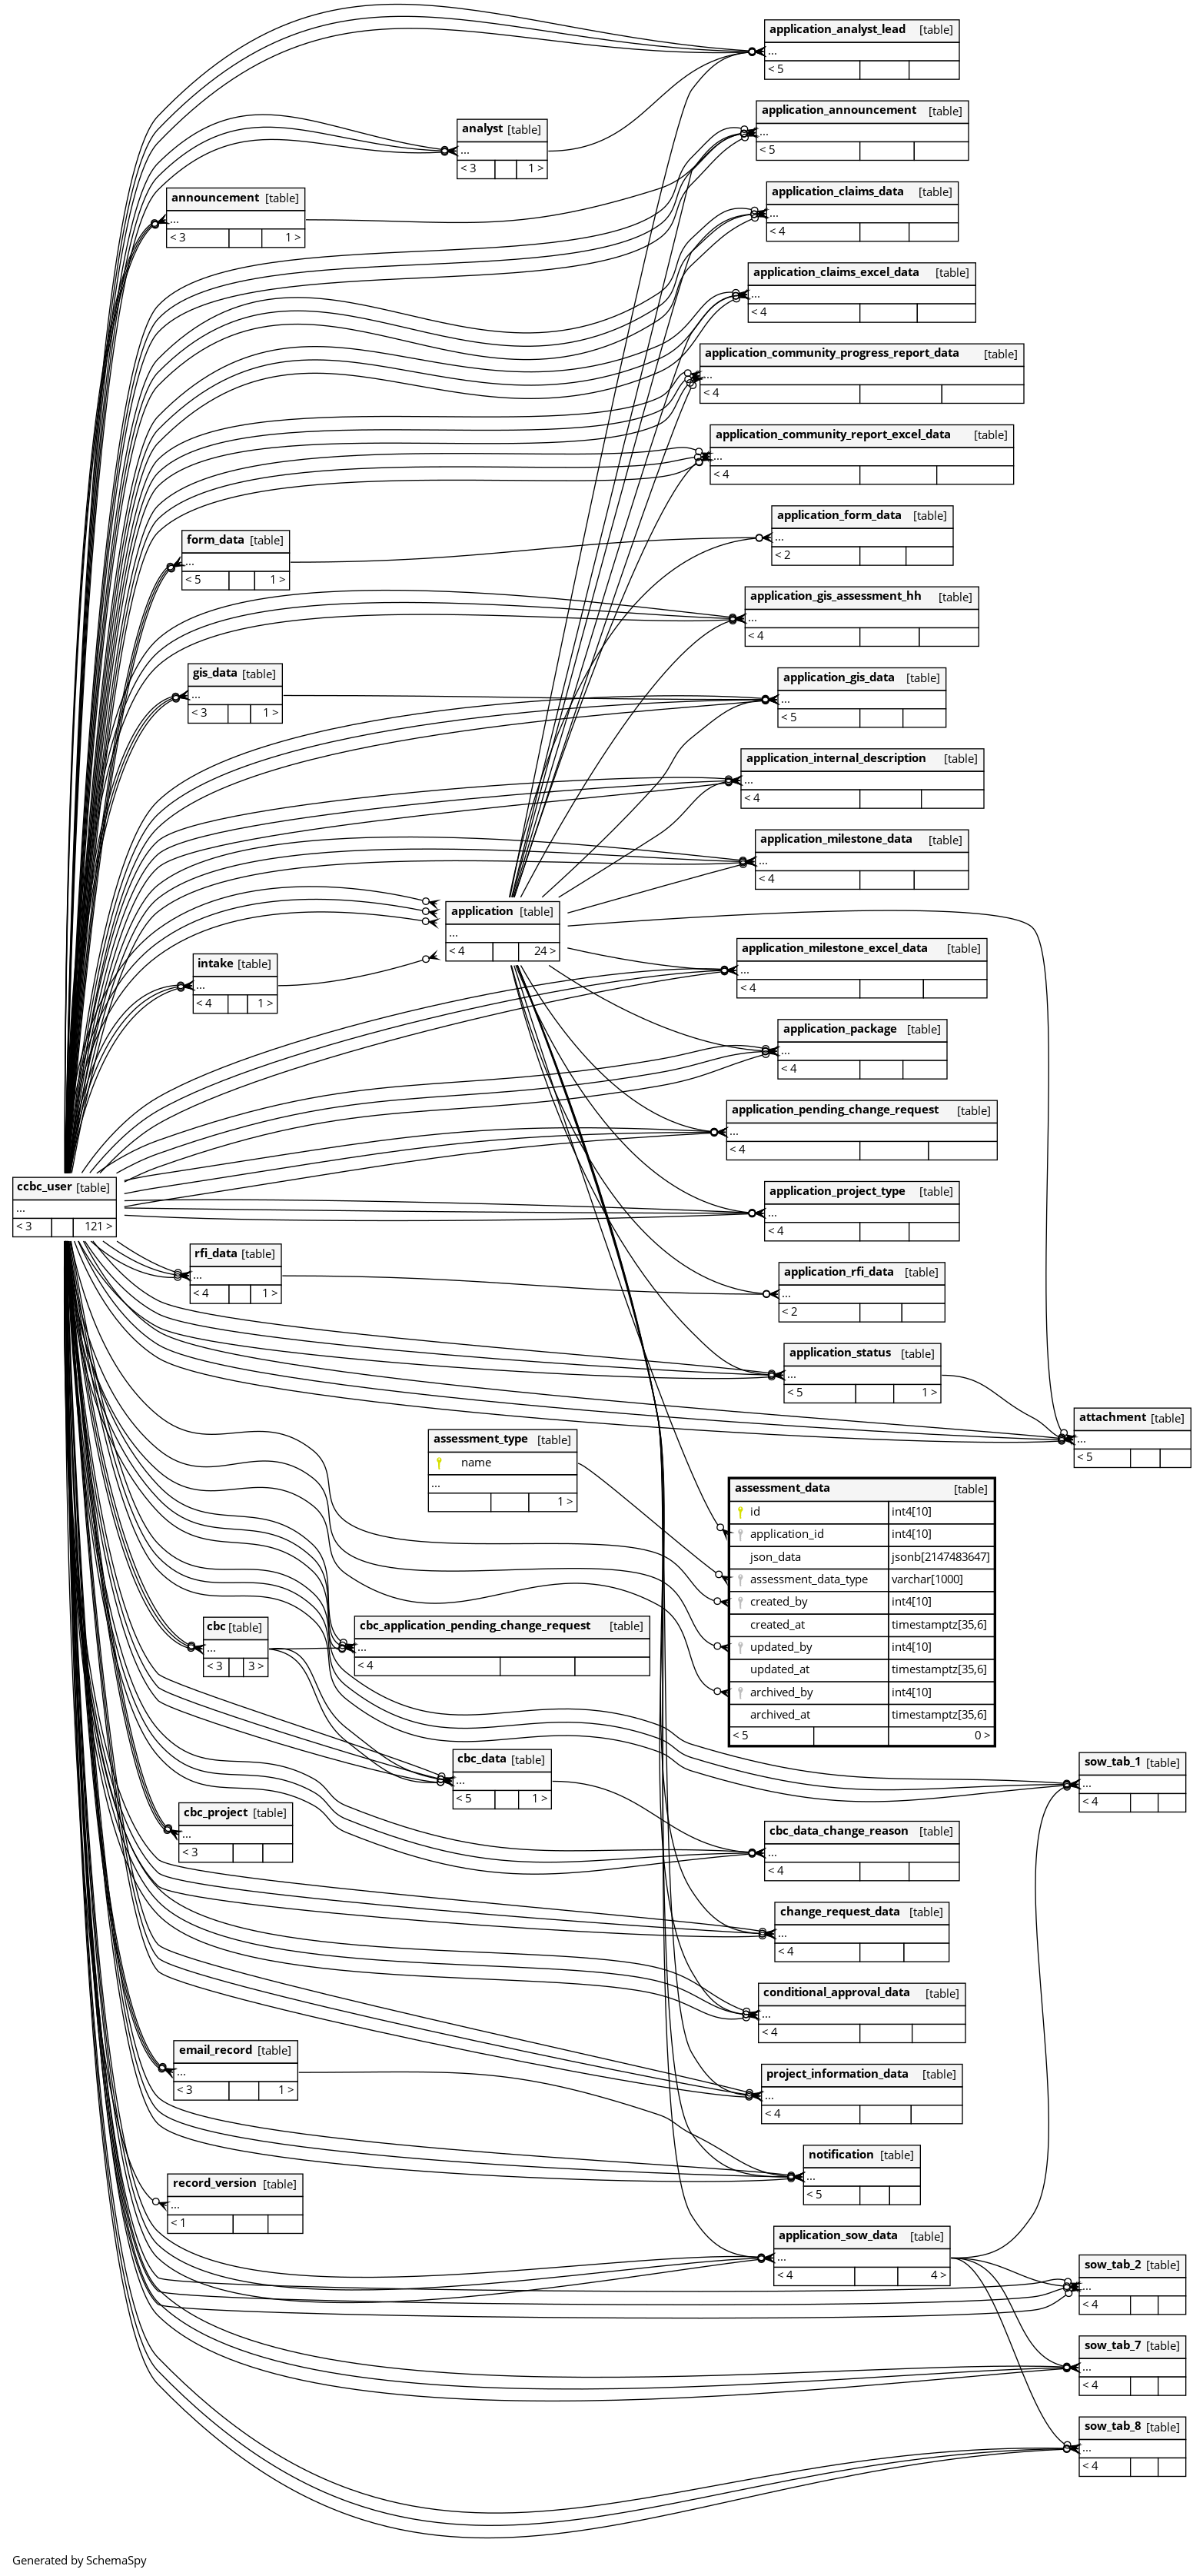 application_analyst_lead [table]
...
< 5
application_announcement [table]
...
< 5
analyst [table]
...
< 3 1 >
application_claims_data [table]
...
< 4
announcement [table]
...
< 3 1 >
application_claims_excel_data [table]
...
< 4
application_community_progress_report_data [table]
...
< 4
application_community_report_excel_data [table]
...
< 4
application_form_data [table]
...
< 2
form_data [table]
...
< 5 1 >
application_gis_assessment_hh [table]
...
< 4
gis_data [table]
...
< 3 1 >
application_gis_data [table]
...
< 5
application_internal_description [table]
...
< 4
application_milestone_data [table]
...
< 4
application [table]
...
< 4 24 >
application_milestone_excel_data [table]
...
< 4
intake [table]
...
< 4 1 >
application_package [table]
...
< 4
application_pending_change_request [table]
...
< 4
ccbc_user [table]
...
< 3 121 >
application_project_type [table]
...
< 4
rfi_data [table]
...
< 4 1 >
application_rfi_data [table]
...
< 2
application_status [table]
...
< 5 1 >
attachment [table]
...
< 5
assessment_type [table]
name
...
1 >
assessment_data [table]
id int4[10]
application_id int4[10]
json_data jsonb[2147483647]
assessment_data_type varchar[1000]
created_by int4[10]
created_at timestamptz[35,6]
updated_by int4[10]
updated_at timestamptz[35,6]
archived_by int4[10]
archived_at timestamptz[35,6]
< 5 0 >
cbc [table]
...
< 3 3 >
cbc_application_pending_change_request [table]
...
< 4
cbc_data [table]
...
< 5 1 >
sow_tab_1 [table]
...
< 4
cbc_project [table]
...
< 3
cbc_data_change_reason [table]
...
< 4
change_request_data [table]
...
< 4
conditional_approval_data [table]
...
< 4
email_record [table]
...
< 3 1 >
project_information_data [table]
...
< 4
notification [table]
...
< 5
record_version [table]
...
< 1
application_sow_data [table]
...
< 4 4 >
sow_tab_2 [table]
...
< 4
sow_tab_7 [table]
...
< 4
sow_tab_8 [table]
...
< 4
Generated by SchemaSpy